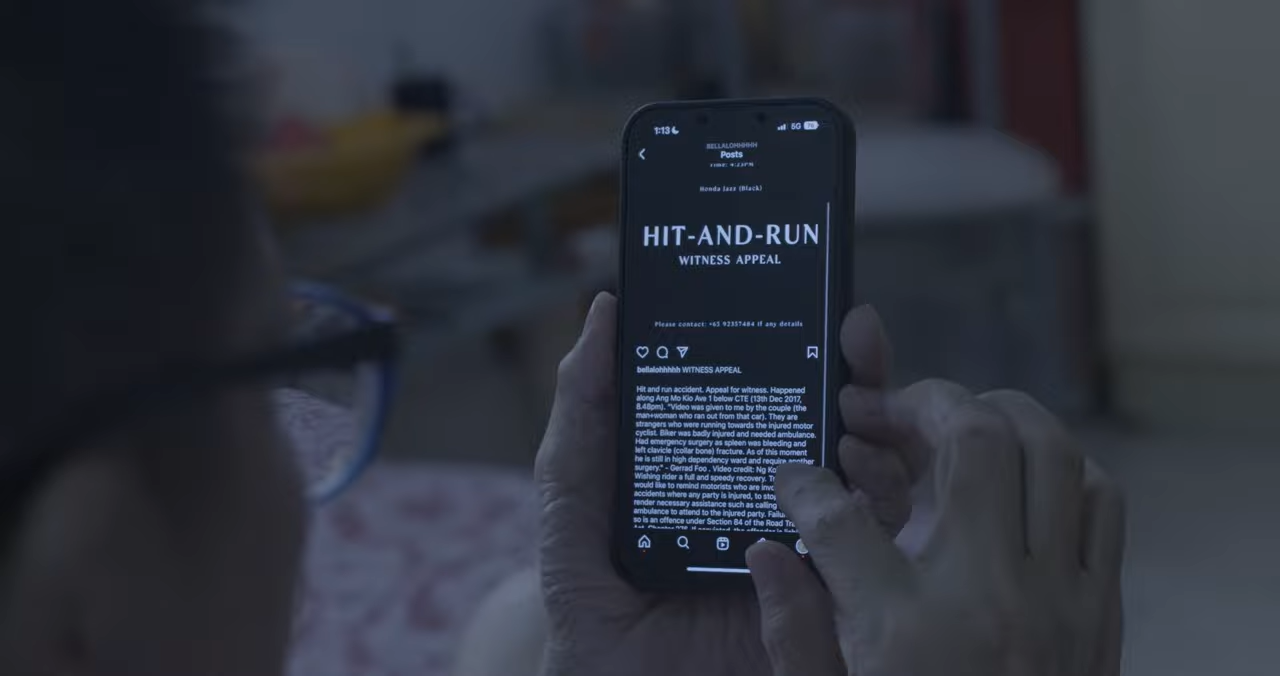 1:13
5G 76
BELLALOHHHHH
Posts
TIME: 4:23PM
Honda Jazz (Black)
HIT-AND-RUN
WITNESS APPEAL
Please contact: +65 92357484 if any details
bellalohhhhh WITNESS APPEAL
Hit and run accident. Appeal for witness. Happened
along Ang Mo Kio Ave 1 below CTE (13th Dec 2017,
8.48pm). "Video was given to me by the couple (the
man+woman who ran out from that car). They are
strangers who were running towards the injured motor
cyclist. Biker was badly injured and needed ambulance.
Had emergency surgery as spleen was bleeding and
left clavicle (collar bone) fracture. As of this moment
he is still in high dependency ward and require another
surgery." - Gerrad Foo . Video credit: Ng Ko
Wishing rider a full and speedy recovery.
would like to remind motorists who are
accidents where any party is injured, to stop
render necessary assistance such as calling
ambulance to attend to the injured party.
so is an offence under Section 84 of the Road